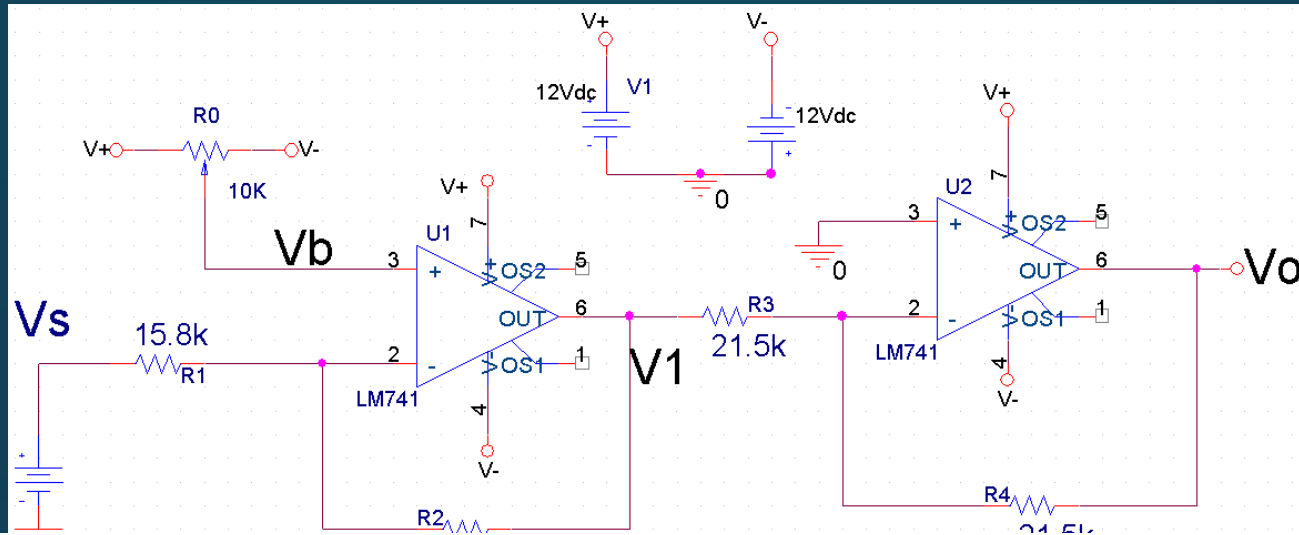 V+
V-
12Vdc
V1
12Vdc
0
R0
V+
V-
10K
Vb
V+
7
U1
3
+
V+
OS2
5
OUT
6
2
-
V-
OS1
1
LM741
4
V-
Vs
15.8k
R1
R2
V1
R3
21.5k
V+
7
U2
3
+
V+
OS2
5
0
OUT
6
Vo
2
-
V-
OS1
1
LM741
4
V-
R4
+
-